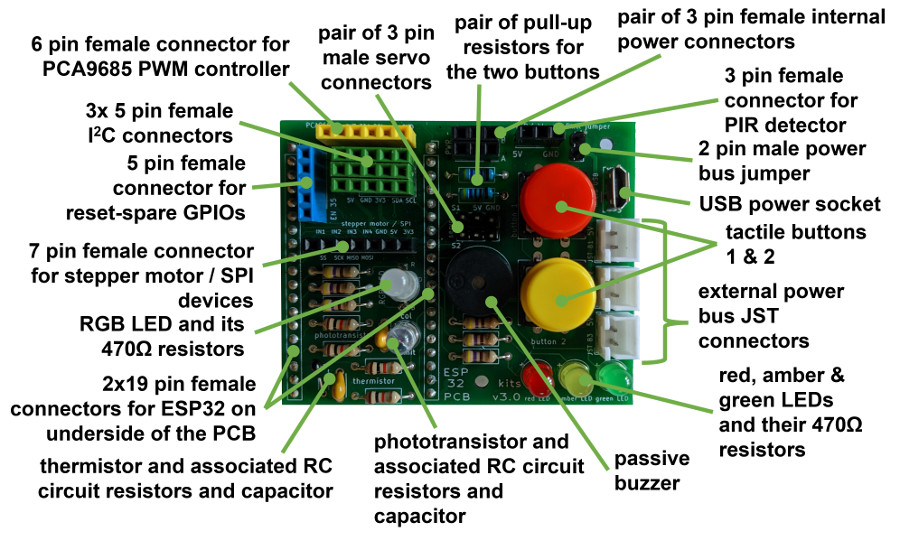 6 pin female connector for
PCA9685 PWM controller
pair of 3 pin
male servo
connectors
pair of pull-up
resistors for
the two buttons
pair of 3 pin female internal
power connectors
3 pin female
connector for
PIR detector
2 pin male power
bus jumper
USB power socket
tactile buttons
1 & 2
external power
bus JST
connectors
red, amber &
green LEDs
and their 470Ω
resistors
passive
buzzer
phototransistor and
associated RC circuit
resistors and
capacitor
3x 5 pin female
I²C connectors
5 pin female
connector for
reset-spare GPIOs
7 pin female connector
for stepper motor / SPI
devices
RGB LED and its
470Ω resistors
2x19 pin female
connectors for ESP32 on
underside of the PCB
thermistor and associated RC
circuit resistors and capacitor
jumper
5V GND
A
5V GND 3V3 SDA SCL
EN 35
S1 5V GND
S2
stepper motor / SPI
IN1 IN2 IN3 IN4 GND 5V 3V3
SS SCK MISO MOSI
phototransist
thermistor
button 2
ESP
32 kits
PCB v3.0
red LED amber LED green LED